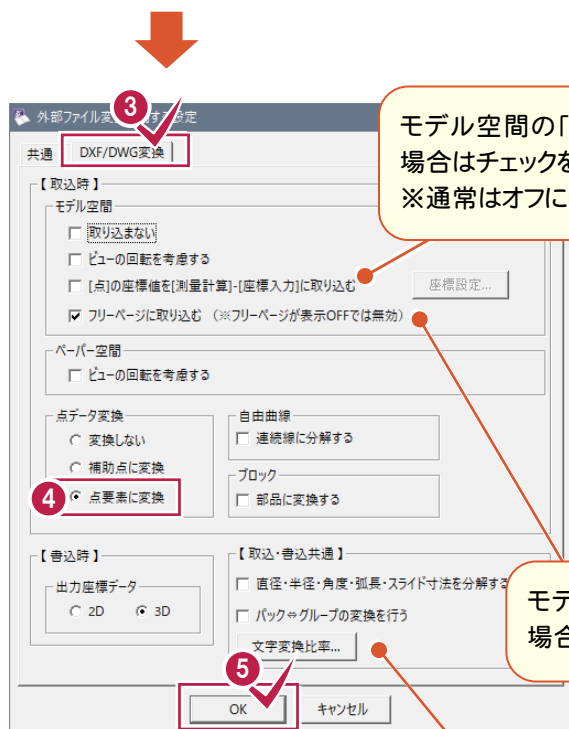 3
外部ファイル変
定
共通 DXF/DWG変換
モデル空間の「
場合はチェックを
※通常はオフに
【取込時】
モデル空間
取り込まない
ビューの回転を考慮する
[点]の座標値を[測量計算]-[座標入力]に取り込む
座標設定...
フリーページに取り込む (※フリーページが表示OFFでは無効)
ペーパー空間
ビューの回転を考慮する
点データ変換
変換しない
補助点に変換
4 点要素に変換
自由曲線
連続線に分解する
ブロック
部品に変換する
【書込時】
出力座標データ
2D 3D
【取込・書込共通】
直径・半径・角度・弧長・スライド寸法を分解する
パック⇔グループの変換を行う
文字変換比率...
モデ
場合
5
OK キャンセル